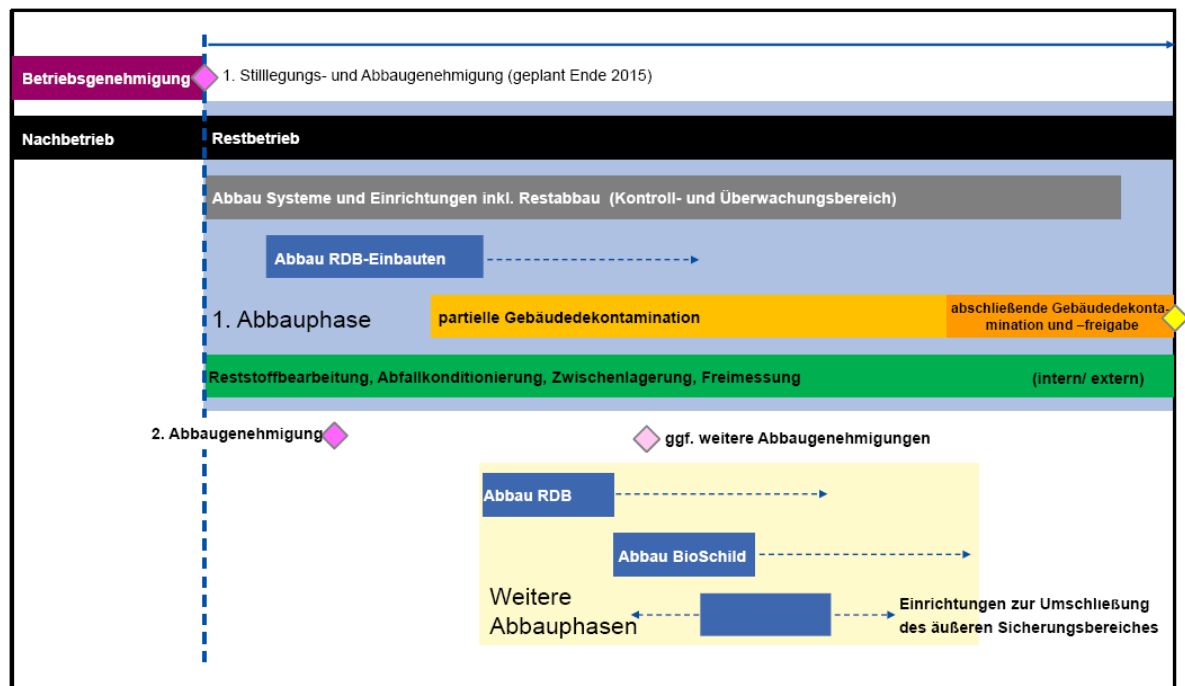 Betriebsgenehmigung
1. Stilllegungs- und Abbaugenehmigung (geplant Ende 2015)
Nachbetrieb
Restbetrieb
Abbau Systeme und Einrichtungen inkl. Restabbau (Kontroll- und Überwachungsbereich)
Abbau RDB-Einbauten
1. Abbauphase
partielle Gebäudedekontamination
abschließende Gebäudedekonta-
mination und –freigabe
Reststoffbearbeitung, Abfallkonditionierung, Zwischenlagerung, Freimessung
(intern/ extern)
2. Abbaugenehmigung
ggf. weitere Abbaugenehmigungen
Abbau RDB
Abbau BioSchild
Weitere
Abbauphasen
Einrichtungen zur Umschließung
des äußeren Sicherungsbereiches